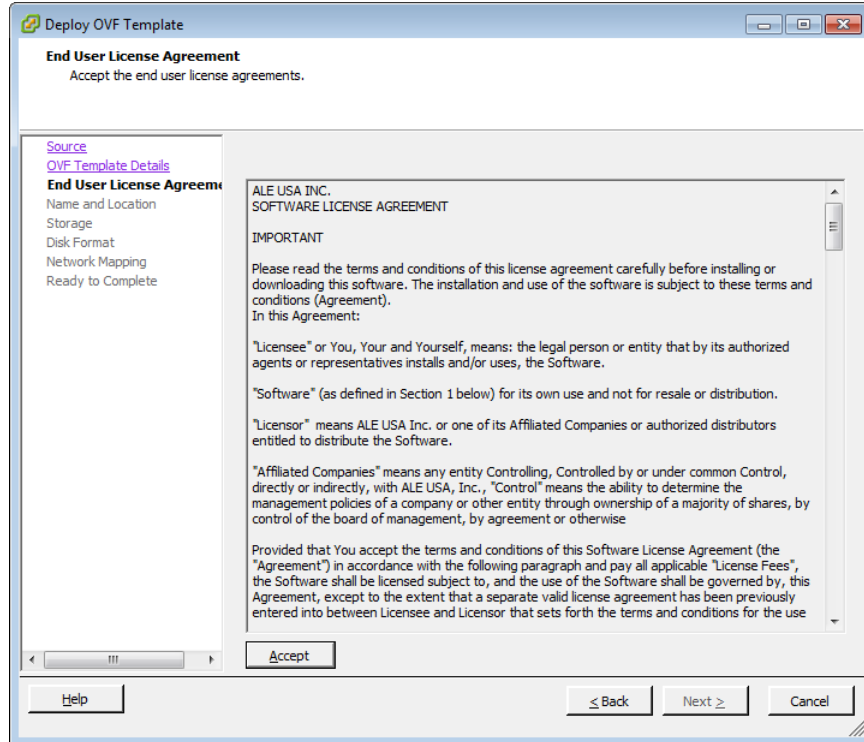 Deploy OVF Template
End User License Agreement
Accept the end user license agreements.
Source
OVF Template Details
End User License Agreeme
Name and Location
Storage
Disk Format
Network Mapping
Ready to Complete
ALE USA INC.
SOFTWARE LICENSE AGREEMENT
IMPORTANT
Please read the terms and conditions of this license agreement carefully before installing or
downloading this software. The installation and use of the software is subject to these terms and
conditions (Agreement).
In this Agreement:
"Licensee" or You, Your and Yourself, means: the legal person or entity that by its authorized
agents or representatives installs and/or uses, the Software.
"Software" (as defined in Section 1 below) for its own use and not for resale or distribution.
"Licensor" means ALE USA Inc. or one of its Affiliated Companies or authorized distributors
entitled to distribute the Software.
"Affiliated Companies" means any entity Controlling, Controlled by or under common Control,
directly or indirectly, with ALE USA, Inc., "Control" means the ability to determine the
management policies of a company or other entity through ownership of a majority of shares, by
control of the board of management, by agreement or otherwise
Provided that You accept the terms and conditions of this Software License Agreement (the
"Agreement") in accordance with the following paragraph and pay all applicable "License Fees",
the Software shall be licensed subject to, and the use of the Software shall be governed by, this
Agreement, except to the extent that a separate valid license agreement has been previously
entered into between Licensee and Licensor that sets forth the terms and conditions for the use
Accept
Help
≤ Back
Next ≥
Cancel